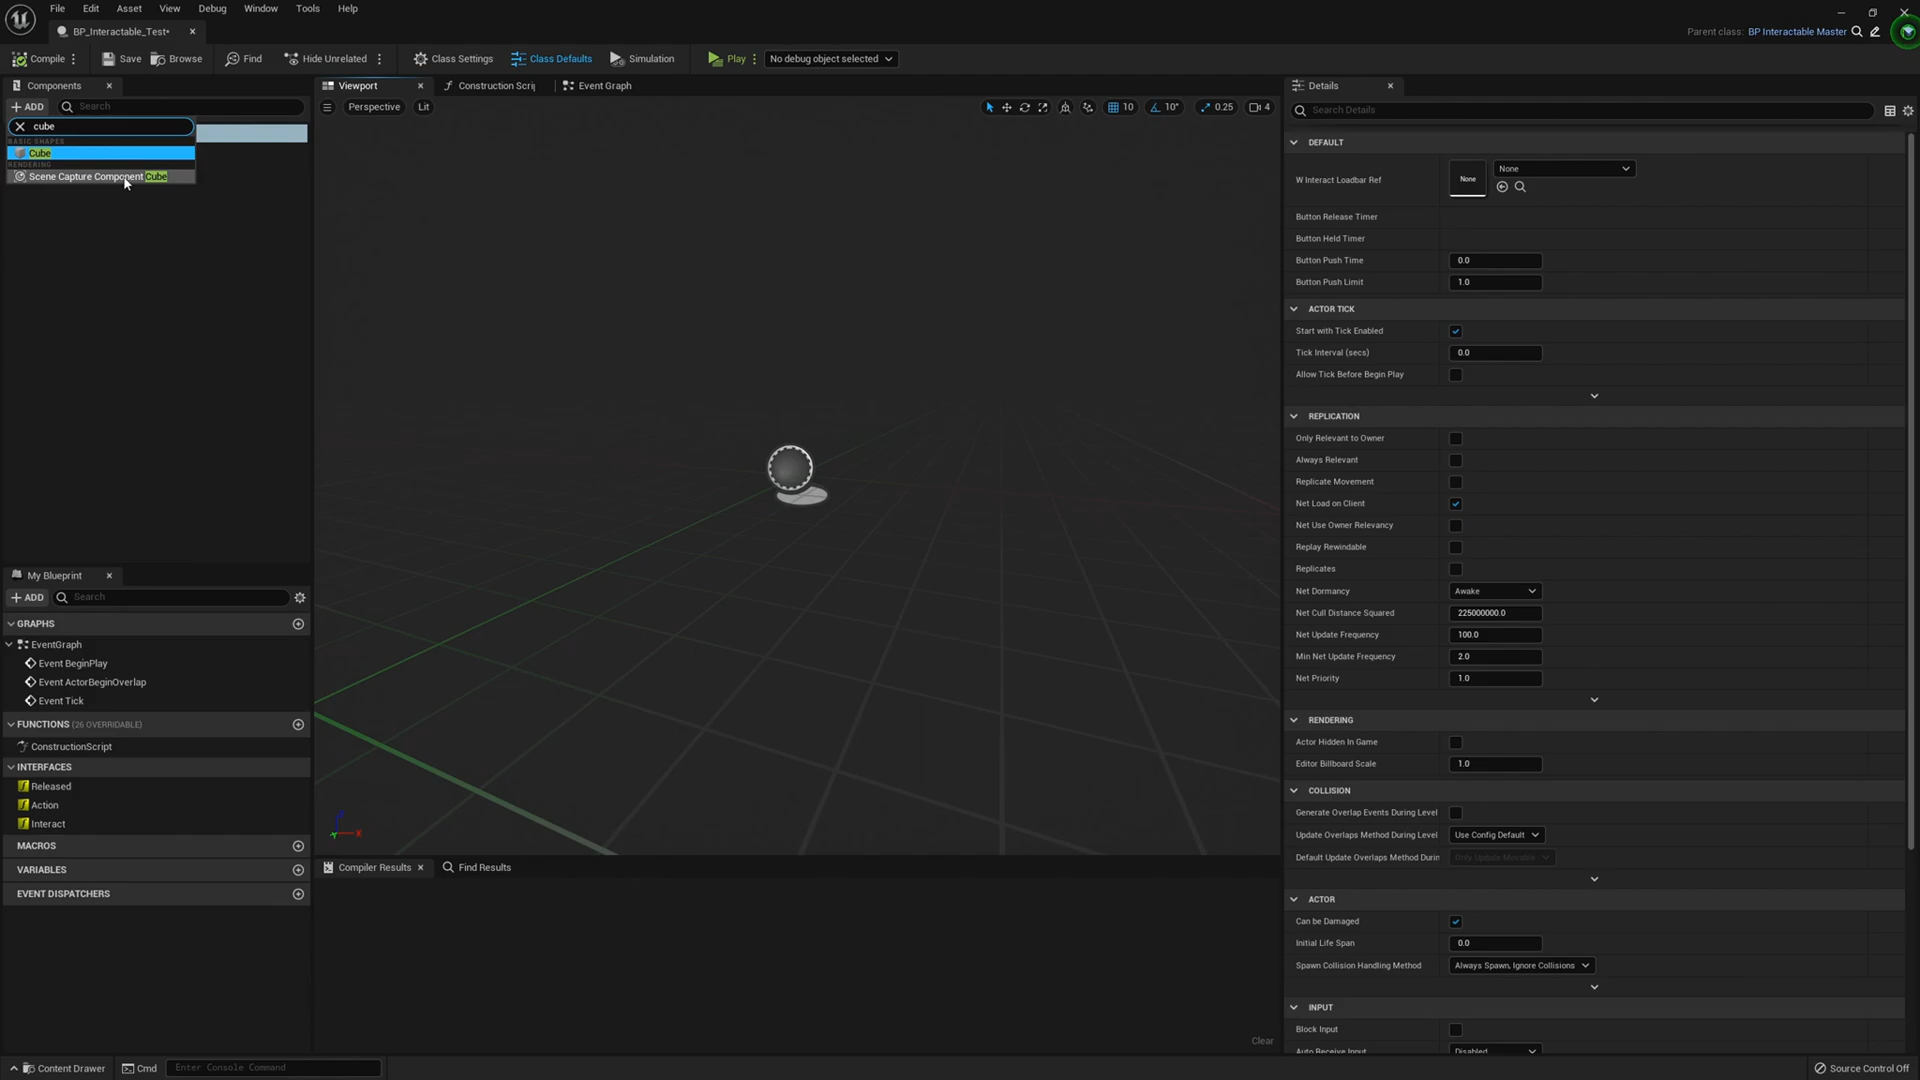 File Edit Asset View Debug Window Tools Help
BP_Interactable_Test*
Parent class: BP Interactable Master
Compile Save Browse Find Hide Unrelated Class Settings Class Defaults Simulation Play No debug object selected
Components
ADD Search
cube
BASIC SHAPES
Cube
RENDERING
Scene Capture Component Cube
My Blueprint
ADD Search
GRAPHS
EventGraph
Event BeginPlay
Event ActorBeginOverlap
Event Tick
FUNCTIONS (26 OVERRIDABLE)
ConstructionScript
INTERFACES
Released
Action
Interact
MACROS
VARIABLES
EVENT DISPATCHERS
Viewport Construction Scrip Event Graph
Perspective Lit 10 10° 0.25 4
X
Compiler Results Find Results
Clear
Details
Search Details
DEFAULT
W Interact Loadbar Ref None None
Button Release Timer
Button Held Timer
Button Push Time 0.0
Button Push Limit 1.0
ACTOR TICK
Start with Tick Enabled
Tick Interval (secs) 0.0
Allow Tick Before Begin Play
REPLICATION
Only Relevant to Owner
Always Relevant
Replicate Movement
Net Load on Client
Net Use Owner Relevancy
Replay Rewindable
Replicates
Net Dormancy Awake
Net Cull Distance Squared 225000000.0
Net Update Frequency 100.0
Min Net Update Frequency 2.0
Net Priority 1.0
RENDERING
Actor Hidden In Game
Editor Billboard Scale 1.0
COLLISION
Generate Overlap Events During Level
Update Overlaps Method During Level Use Config Default
Default Update Overlaps Method Durin Only Update Movable
ACTOR
Can be Damaged
Initial Life Span 0.0
Spawn Collision Handling Method Always Spawn, Ignore Collisions
INPUT
Block Input
Auto Receive Input Disabled
Content Drawer Cmd Enter Console Command
Source Control Off